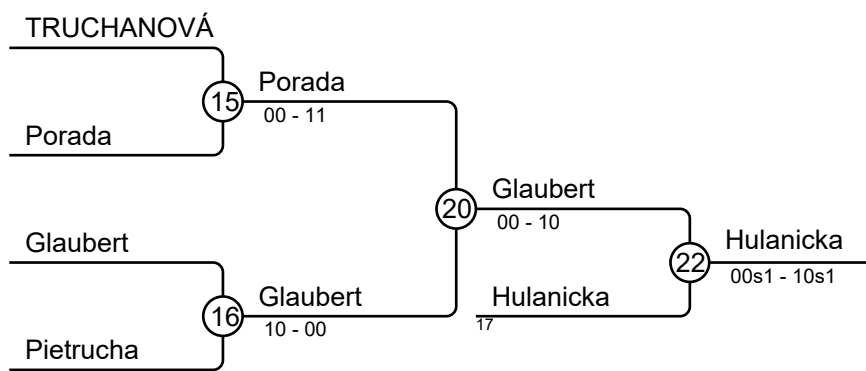 TRUCHANOVÁ
15
Porada
00 - 11
Porada
20
Glaubert
00 - 10
Glaubert
22
Hulanicka
00s1 - 10s1
16
Glaubert
10 - 00
Hulanicka
17
Pietrucha